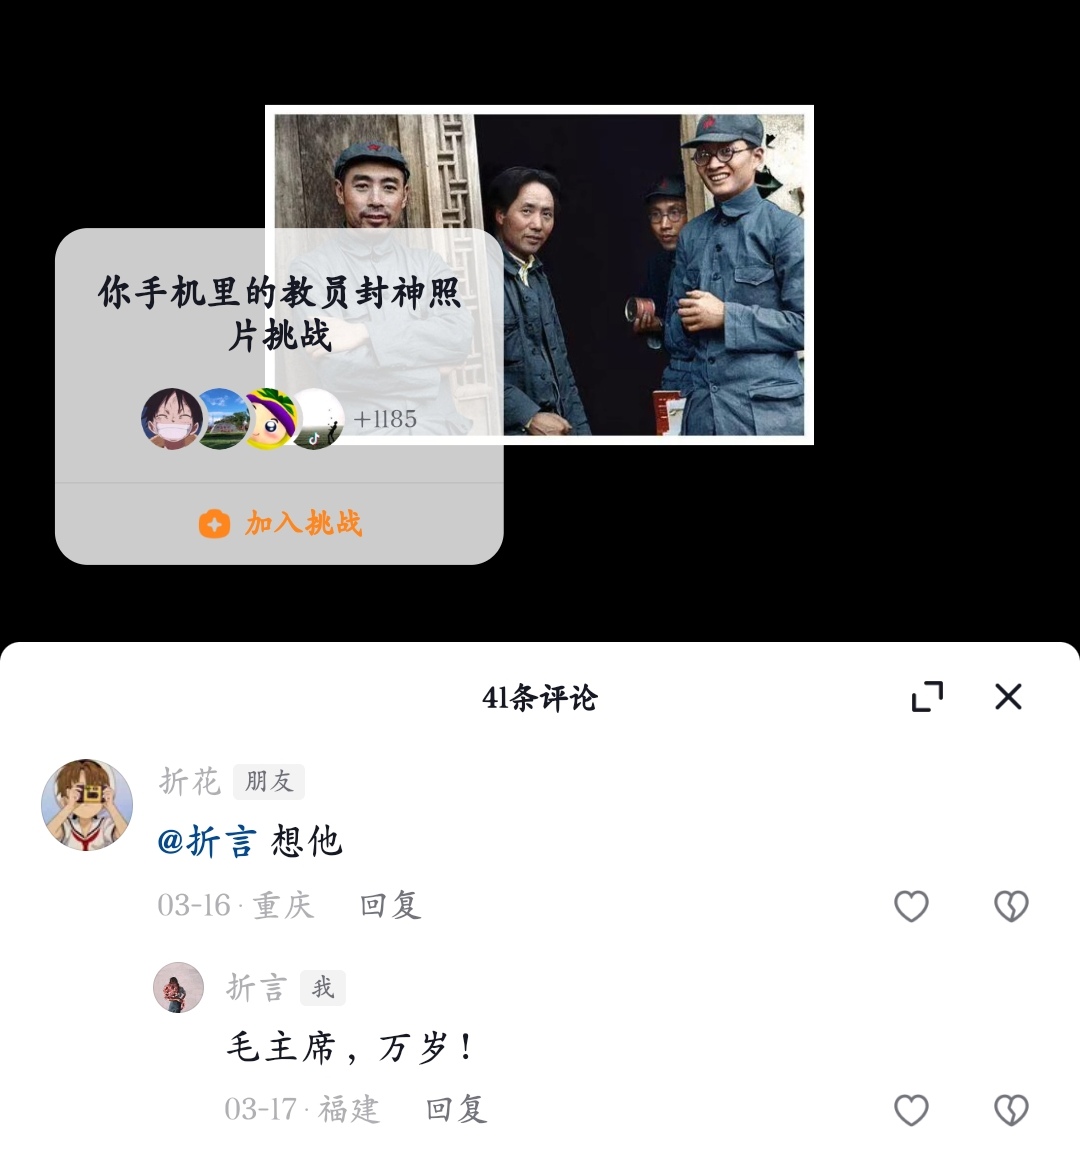 你手机里的教员封神照
片挑战
+1185
加入挑战
41条评论
折花 朋友
@折言 想他
03-16·重庆 回复
折言 我
毛主席，万岁！
03-17·福建 回复